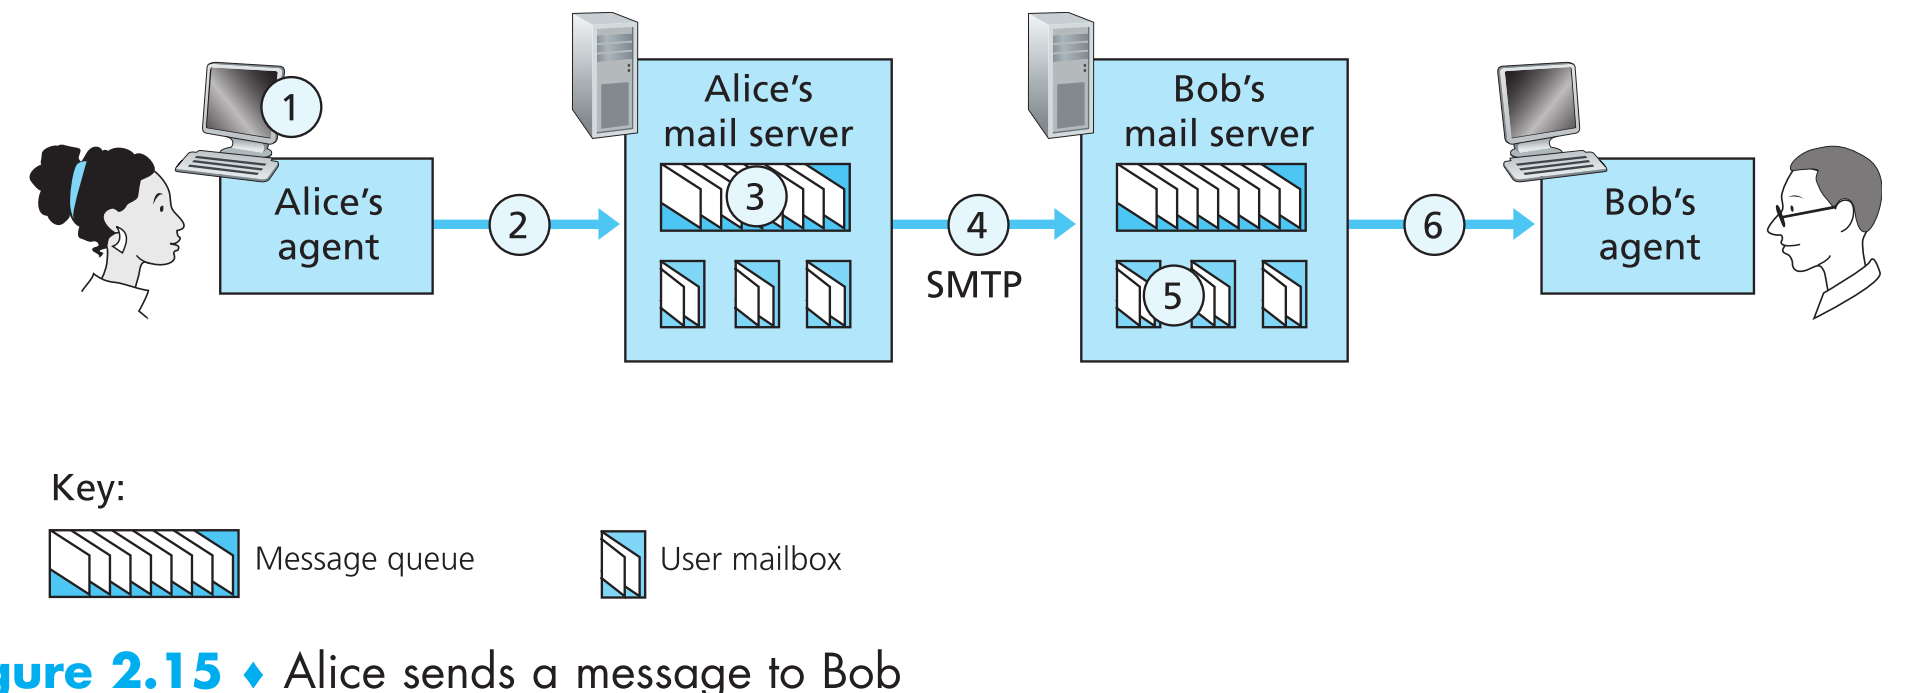 1
Alice's
agent
2
Alice's
mail server
3
4
SMTP
Bob's
mail server
5
6
Bob's
agent
Key:
Message queue
User mailbox
gure 2.15 ♦ Alice sends a message to Bob